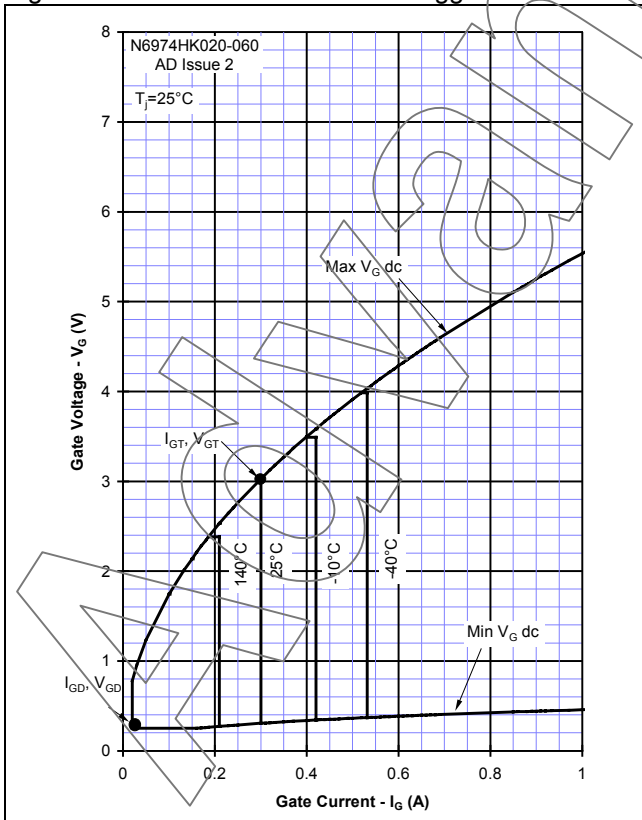 N6974HK020-060
AD Issue 2
Tj=25°C
8
7
6
5
4
3
2
1
0
Gate Voltage - VG (V)
Max VG dc
IGT, VGT
140°C
25°C
-10°C
-40°C
Min VG dc
IGD, VGD
0
0.2
0.4
0.6
0.8
1
Gate Current - IG (A)